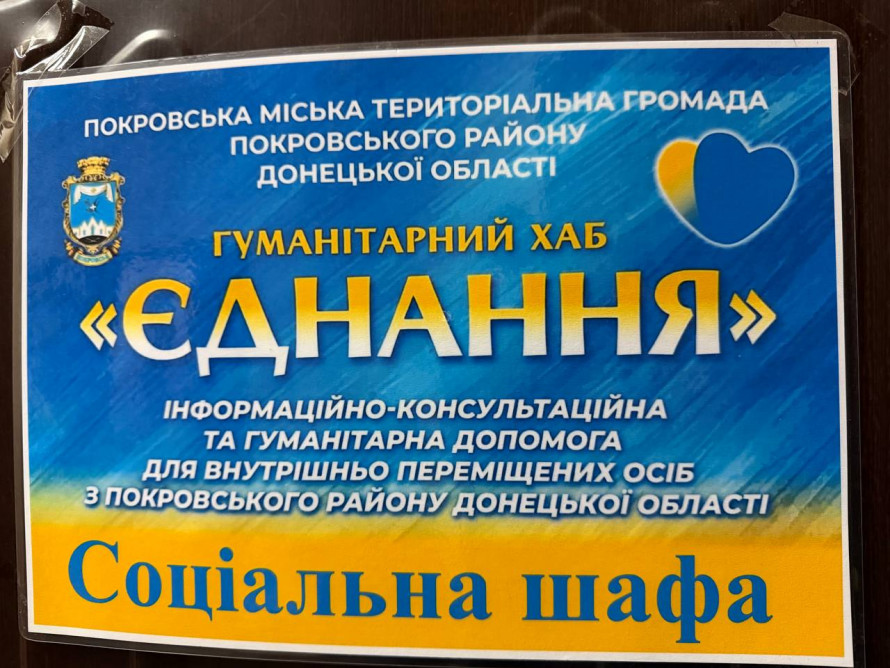 ПОКРОВСЬКА МІСЬКА ТЕРИТОРІАЛЬНА ГРОМАДА
ПОКРОВСЬКОГО РАЙОНУ
ДОНЕЦЬКОЇ ОБЛАСТІ
ПОКРОВСЬК
ГУМАНІТАРНИЙ ХАБ
«ЄДНАННЯ»
ІНФОРМАЦІЙНО-КОНСУЛЬТАЦІЙНА
ТА ГУМАНІТАРНА ДОПОМОГА
ДЛЯ ВНУТРІШНЬО ПЕРЕМІЩЕНИХ ОСІБ
З ПОКРОВСЬКОГО РАЙОНУ ДОНЕЦЬКОЇ ОБЛАСТІ
Соціальна шафа